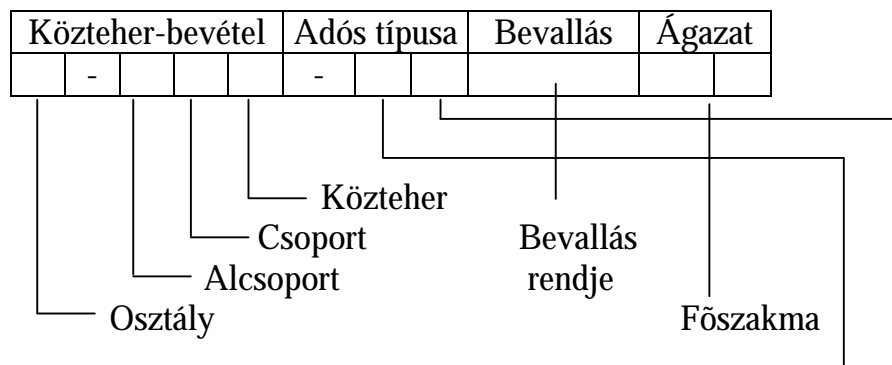 Közteher-bevétel Adós típusa Bevallás Ágazat
- -
Közteher
Csoport Bevallás
Alcsoport rendje
Osztály Fõszakma